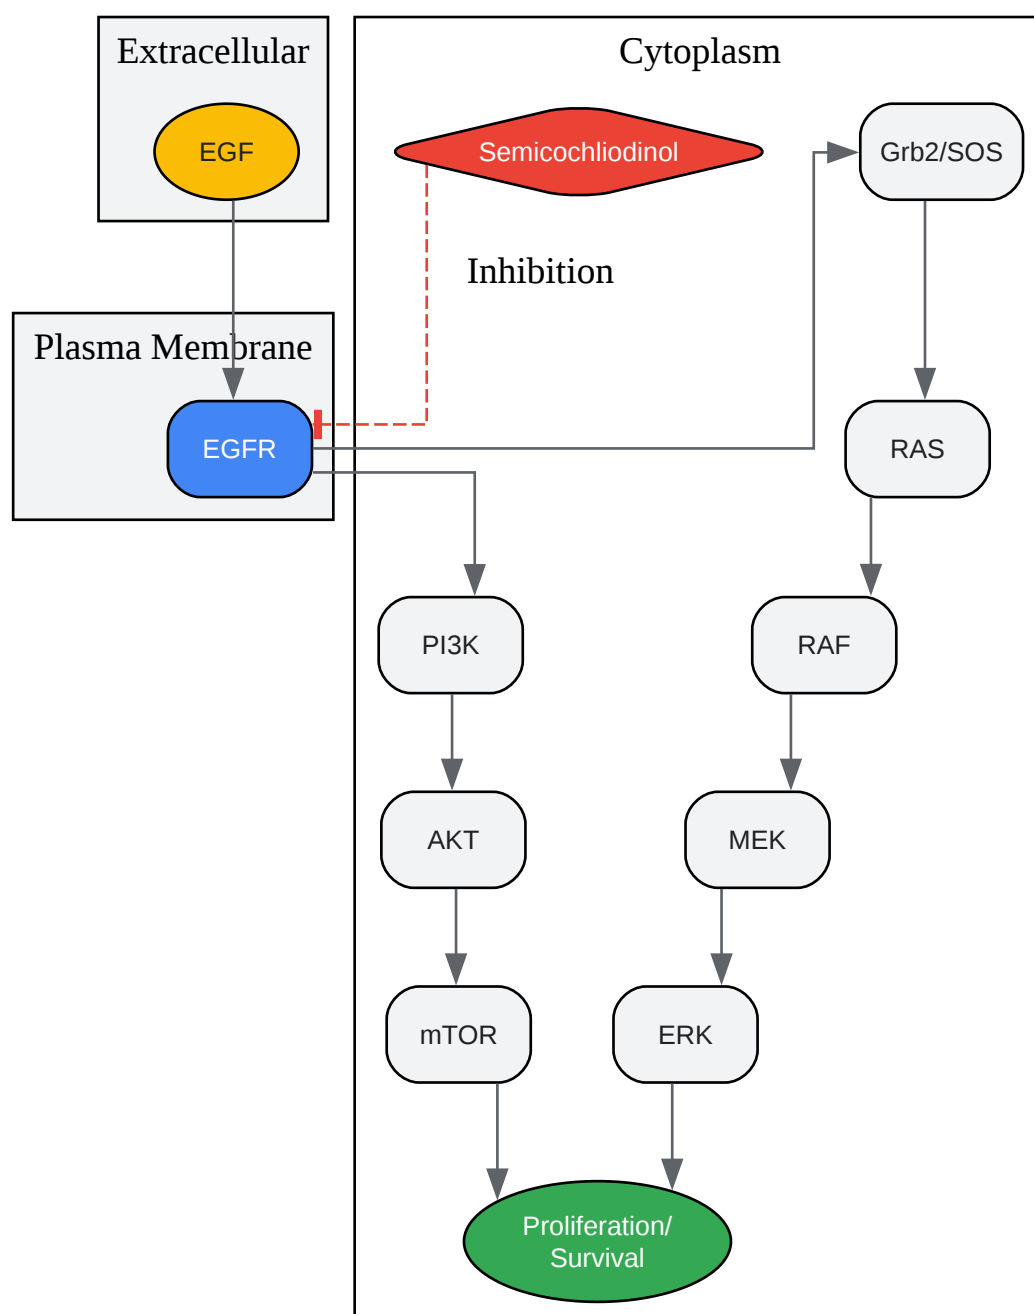 Extracellular
Cytoplasm
EGF
Semicochliodinol
Grb2/SOS
Inhibition
Plasma Membrane
EGFR
RAS
PI3K
RAF
AKT
MEK
mTOR
ERK
Proliferation/
Survival